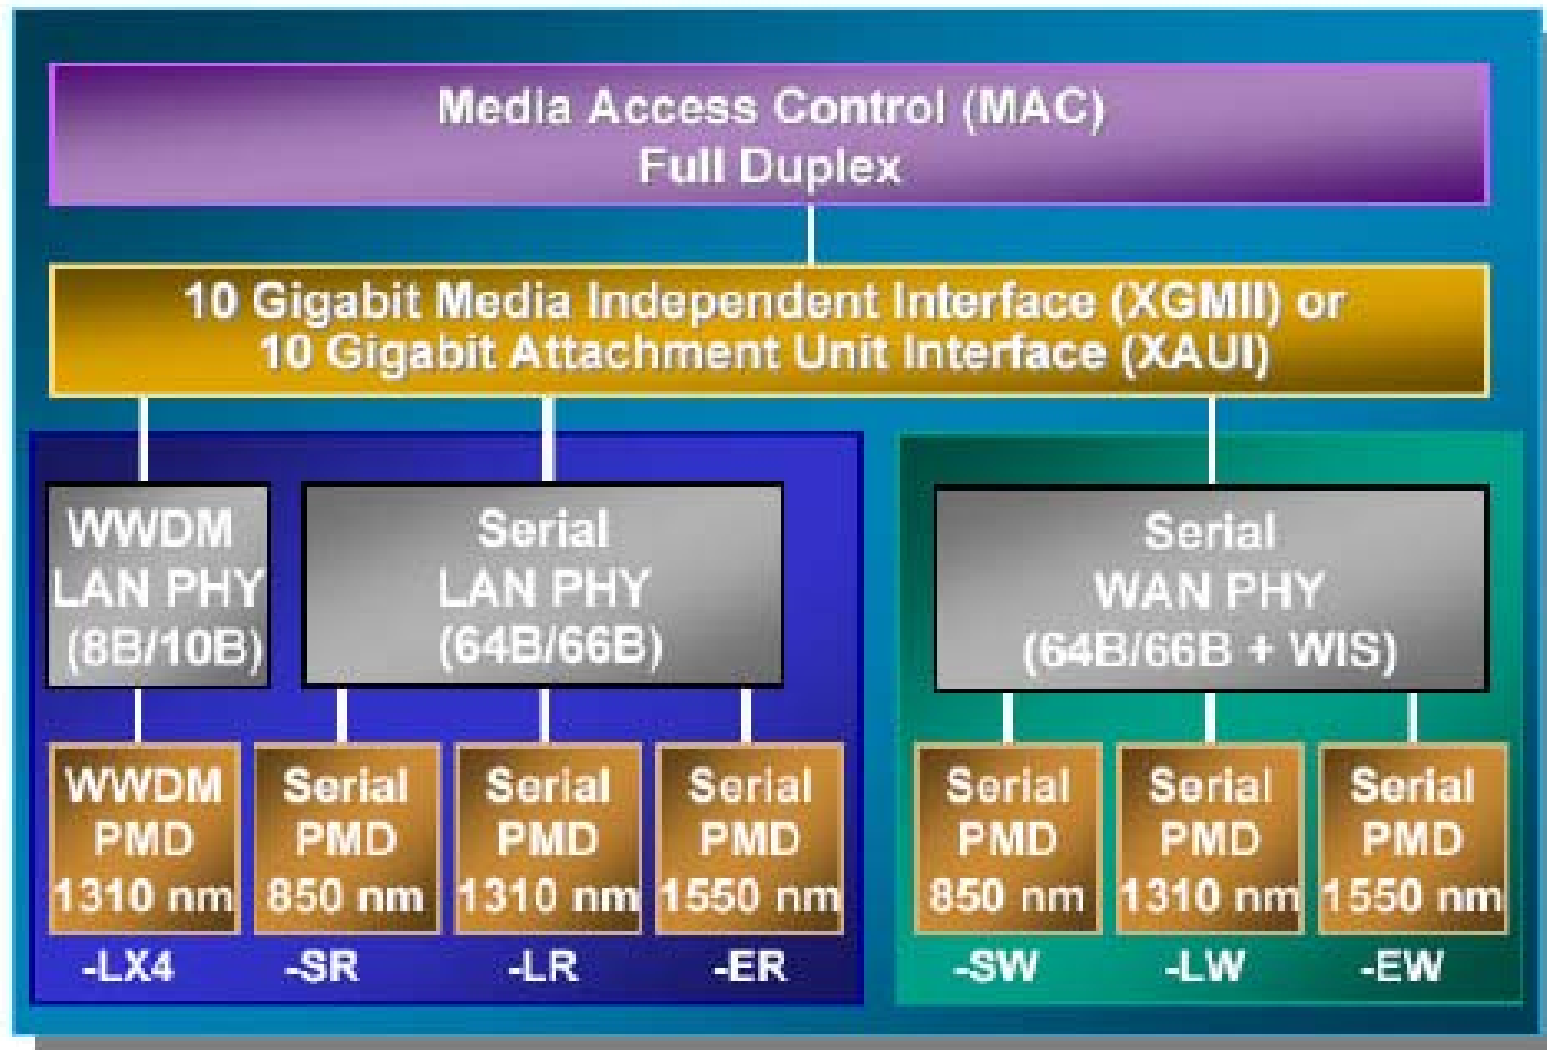 Media Access Control (MAC)
Full Duplex
10 Gigabit Media Independent Interface (XGMII) or
10 Gigabit Attachment Unit Interface (XAUI)
WWDM
LAN PHY
(8B/10B)
Serial
LAN PHY
(64B/66B)
Serial
WAN PHY
(64B/66B + WIS)
WWDM
PMD
1310 nm
Serial
PMD
850 nm
Serial
PMD
1310 nm
Serial
PMD
1550 nm
Serial
PMD
850 nm
Serial
PMD
1310 nm
Serial
PMD
1550 nm
-LX4
-SR
-LR
-ER
-SW
-LW
-EW